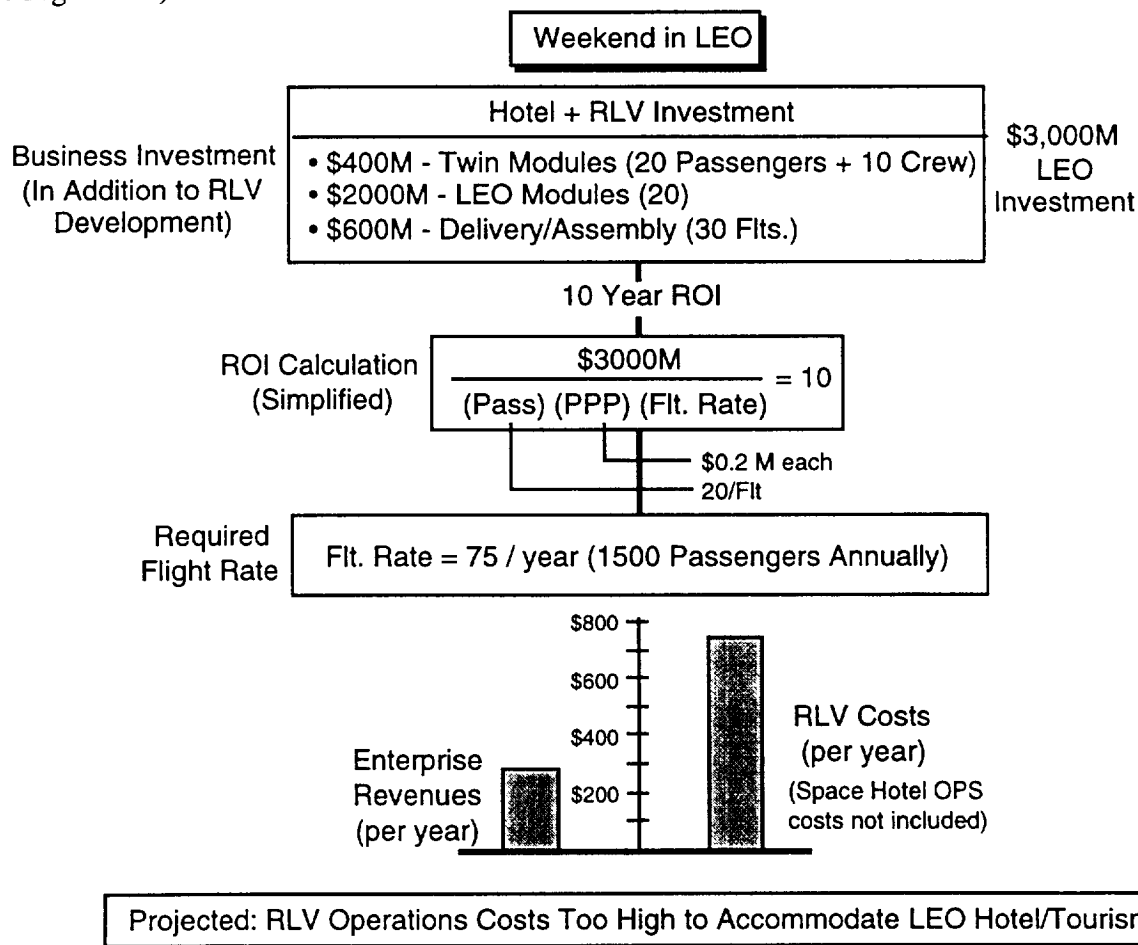 Weekend in LEO
Hotel + RLV Investment
Business Investment
(In Addition to RLV
Development)
• $400M - Twin Modules (20 Passengers + 10 Crew)
• $2000M - LEO Modules (20)
• $600M - Delivery/Assembly (30 Flts.)
$3,000M
LEO
Investment
10 Year ROI
ROI Calculation
(Simplified)
$3000M
(Pass) (PPP) (Flt. Rate)
= 10
$0.2 M each
20/Flt
Required
Flight Rate
Flt. Rate = 75 / year (1500 Passengers Annually)
$800
$600
$400
$200
Enterprise
Revenues
(per year)
RLV Costs
(per year)
(Space Hotel OPS
costs not included)
Projected: RLV Operations Costs Too High to Accommodate LEO Hotel/Tourism